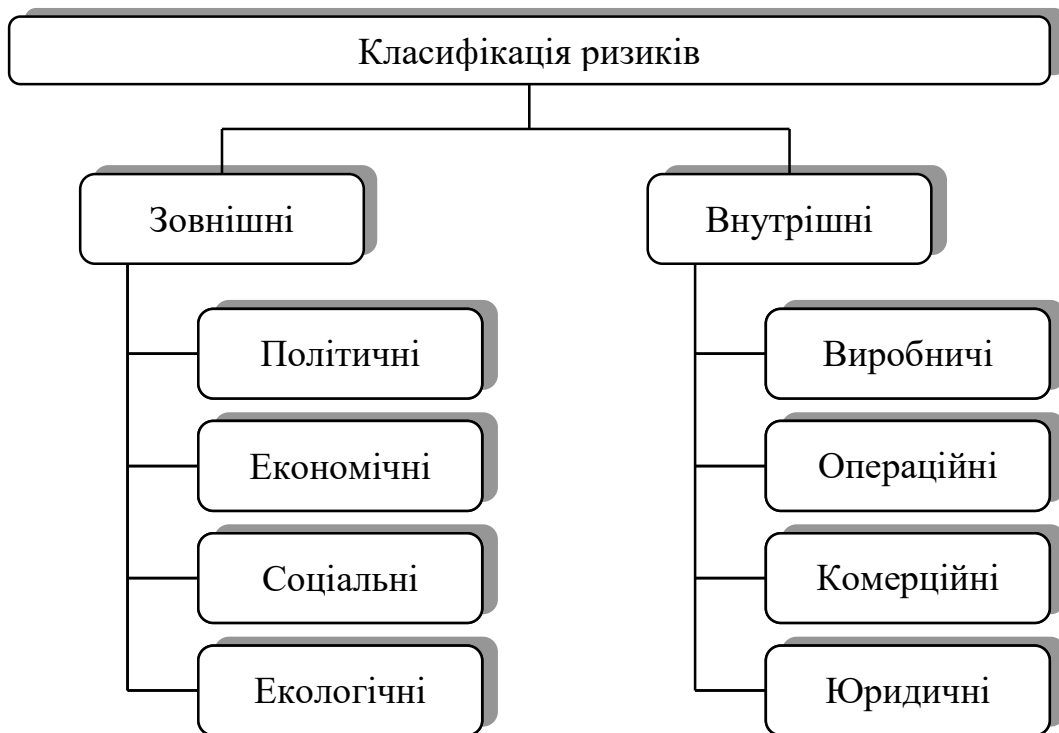 Класифікація ризиків
Зовнішні
Політичні
Економічні
Соціальні
Екологічні
Внутрішні
Виробничі
Операційні
Комерційні
Юридичні